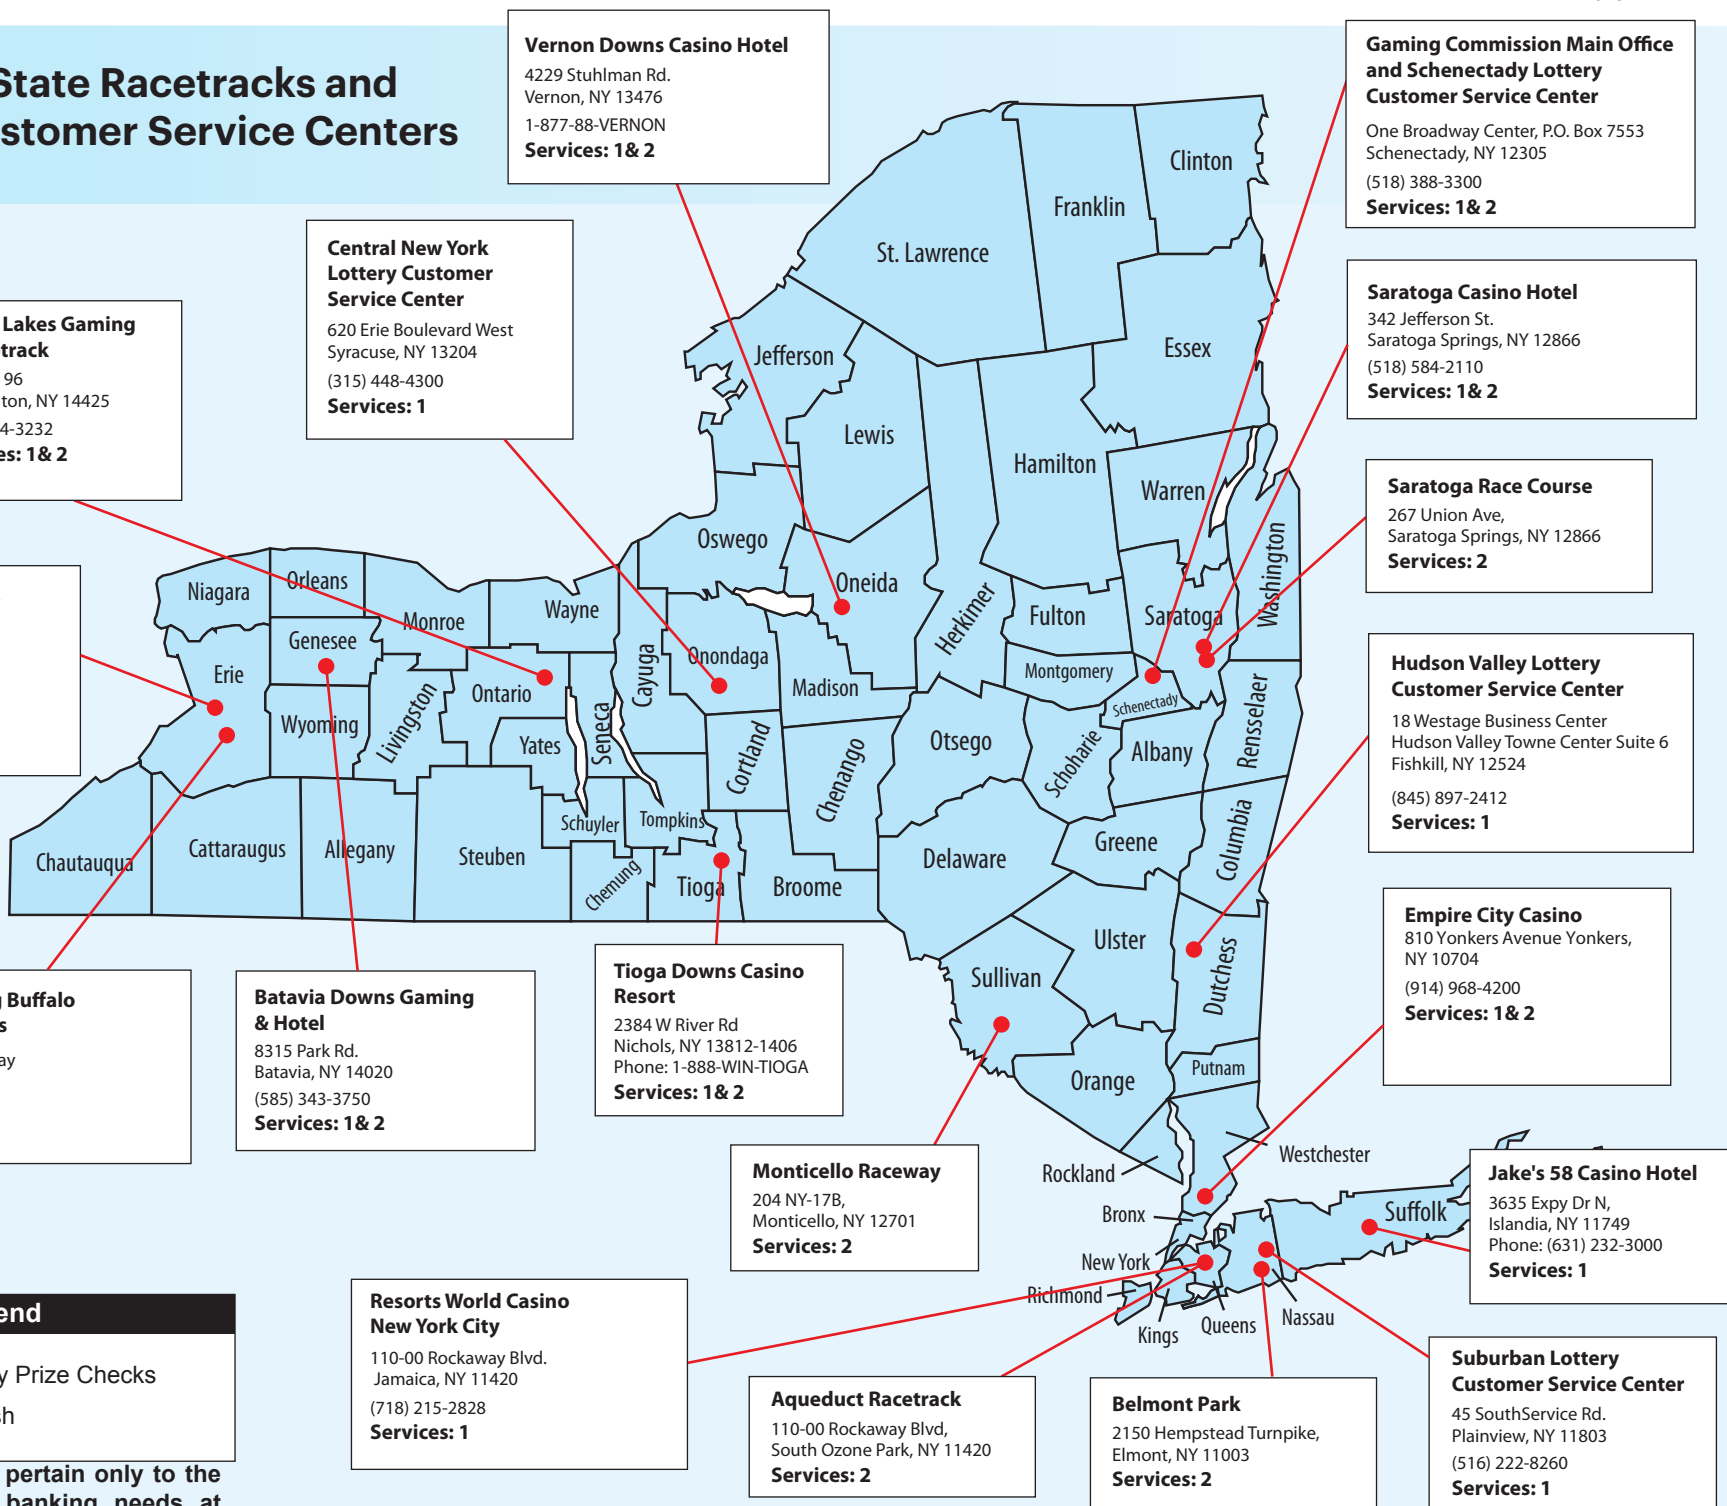 State Racetracks and
stomer Service Centers
Vernon Downs Casino Hotel
4229 Stuhlman Rd.
Vernon, NY 13476
1-877-88-VERNON
Services: 1& 2
Gaming Commission Main Office
and Schenectady Lottery
Customer Service Center
One Broadway Center, P.O. Box 7553
Schenectady, NY 12305
(518) 388-3300
Services: 1& 2
Central New York
Lottery Customer
Service Center
620 Erie Boulevard West
Syracuse, NY 13204
(315) 448-4300
Services: 1
Saratoga Casino Hotel
342 Jefferson St.
Saratoga Springs, NY 12866
(518) 584-2110
Services: 1& 2
Lakes Gaming
track
96
ton, NY 14425
4-3232
es: 1& 2
Saratoga Race Course
267 Union Ave,
Saratoga Springs, NY 12866
Services: 2
Hudson Valley Lottery
Customer Service Center
18 Westage Business Center
Hudson Valley Towne Center Suite 6
Fishkill, NY 12524
(845) 897-2412
Services: 1
Empire City Casino
810 Yonkers Avenue Yonkers,
NY 10704
(914) 968-4200
Services: 1& 2
g Buffalo
s
ay
Batavia Downs Gaming
& Hotel
8315 Park Rd.
Batavia, NY 14020
(585) 343-3750
Services: 1& 2
Tioga Downs Casino
Resort
2384 W River Rd
Nichols, NY 13812-1406
Phone: 1-888-WIN-TIOGA
Services: 1& 2
Monticello Raceway
204 NY-17B,
Monticello, NY 12701
Services: 2
Jake's 58 Casino Hotel
3635 Expy Dr N,
Islandia, NY 11749
Phone: (631) 232-3000
Services: 1
Resorts World Casino
New York City
110-00 Rockaway Blvd.
Jamaica, NY 11420
(718) 215-2828
Services: 1
Aqueduct Racetrack
110-00 Rockaway Blvd,
South Ozone Park, NY 11420
Services: 2
Belmont Park
2150 Hempstead Turnpike,
Elmont, NY 11003
Services: 2
Suburban Lottery
Customer Service Center
45 SouthService Rd.
Plainview, NY 11803
(516) 222-8260
Services: 1
end
y Prize Checks
sh
pertain only to the
banking needs at
Clinton
Franklin
St. Lawrence
Essex
Jefferson
Lewis
Hamilton
Warren
Washington
Oswego
Oneida
Herkimer
Fulton
Saratoga
Niagara
Orleans
Monroe
Wayne
Genesee
Erie
Ontario
Cayuga
Onondaga
Madison
Montgomery
Schenectady
Rensselaer
Wyoming
Livingston
Yates
Seneca
Cortland
Chenango
Otsego
Schoharie
Albany
Schuyler
Tompkins
Chautauqua
Cattaraugus
Allegany
Steuben
Chemung
Tioga
Broome
Delaware
Greene
Columbia
Ulster
Dutchess
Sullivan
Orange
Putnam
Westchester
Rockland
Bronx
New York
Richmond
Kings
Queens
Nassau
Suffolk